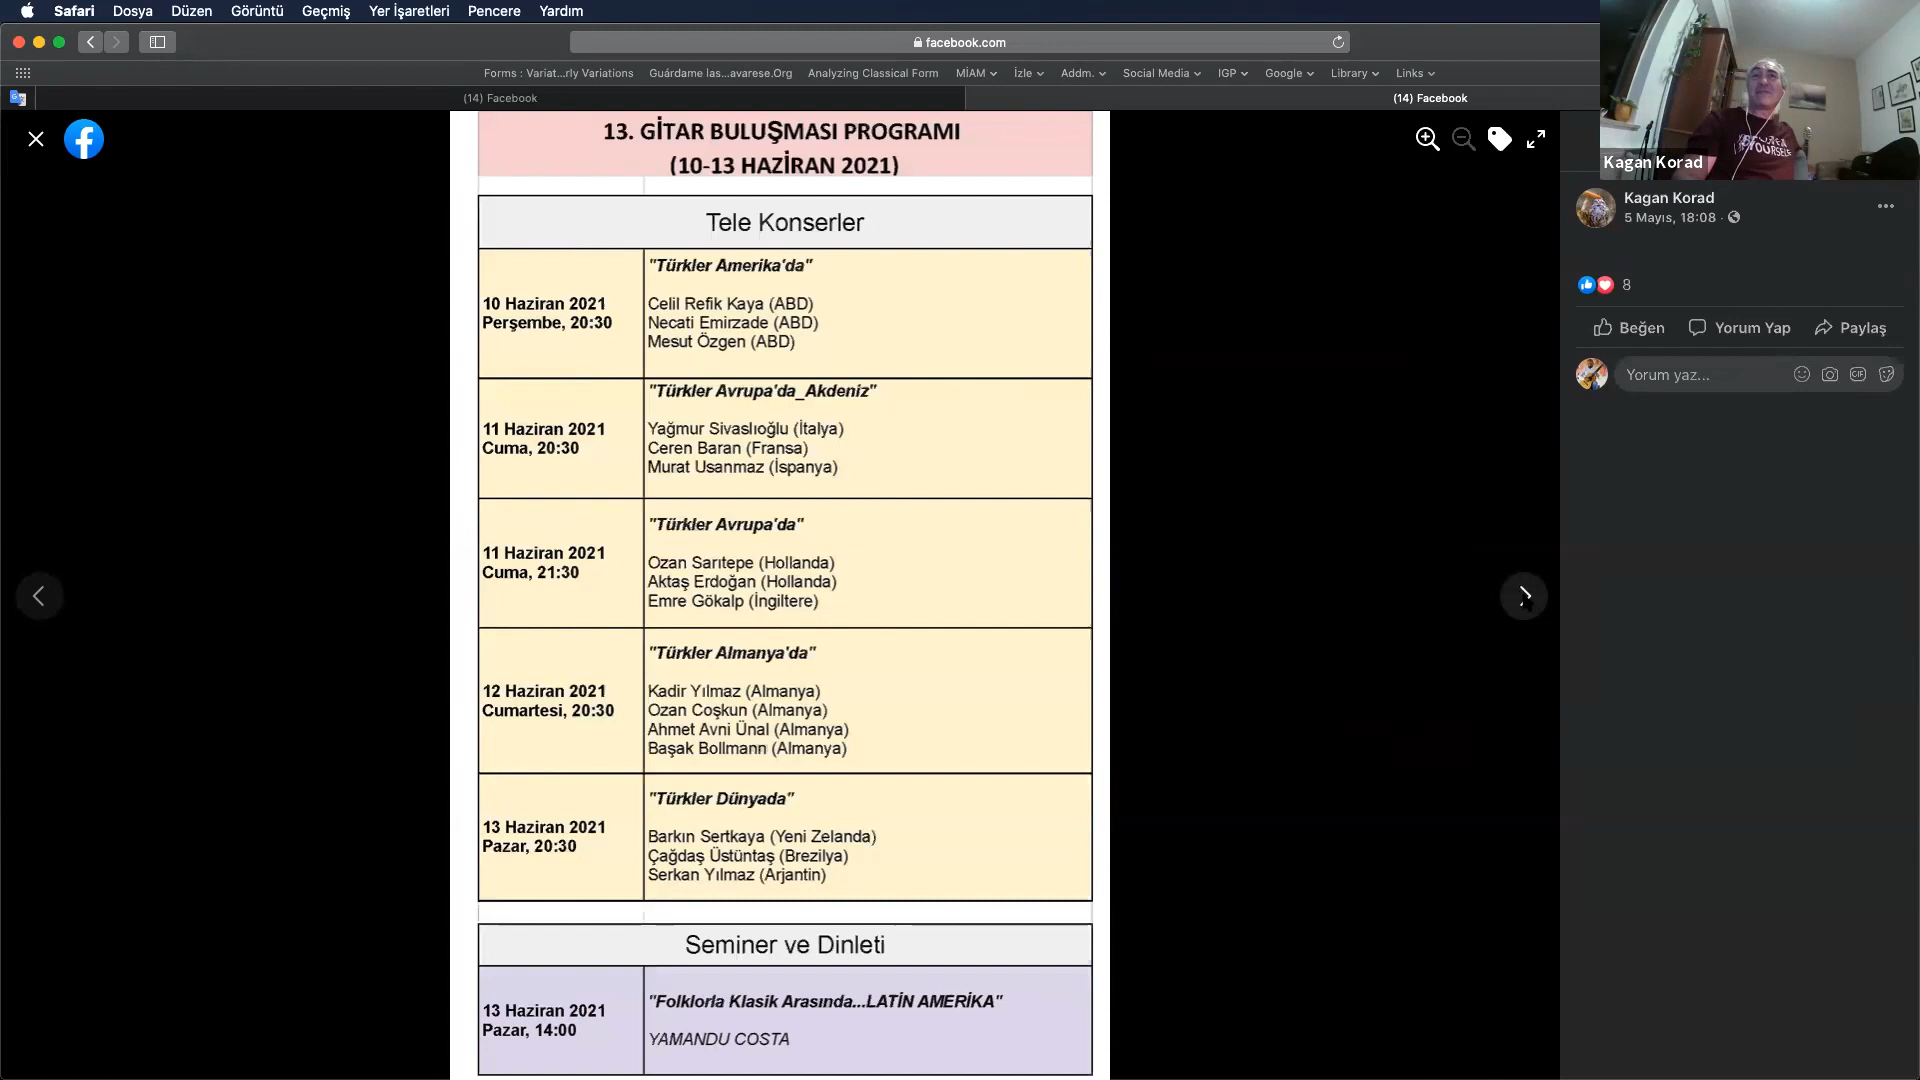 Safari Dosya Düzen Görüntü Geçmiş Yer İşaretleri Pencere Yardım
facebook.com
Forms : Variat...rly Variations Guárdame las...avarese.Org Analyzing Classical Form MİAM İzle Addm. Social Media IGP Google Library Links
(14) Facebook
(14) Facebook
13. GİTAR BULUŞMASI PROGRAMI
(10-13 HAZİRAN 2021)
Tele Konserler
10 Haziran 2021
Perşembe, 20:30
"Türkler Amerika'da"
Celil Refik Kaya (ABD)
Necati Emirzade (ABD)
Mesut Özgen (ABD)
11 Haziran 2021
Cuma, 20:30
"Türkler Avrupa'da_Akdeniz"
Yağmur Sivaslıoğlu (İtalya)
Ceren Baran (Fransa)
Murat Usanmaz (İspanya)
11 Haziran 2021
Cuma, 21:30
"Türkler Avrupa'da"
Ozan Sarıtepe (Hollanda)
Aktaş Erdoğan (Hollanda)
Emre Gökalp (İngiltere)
12 Haziran 2021
Cumartesi, 20:30
"Türkler Almanya'da"
Kadir Yılmaz (Almanya)
Ozan Coşkun (Almanya)
Ahmet Avni Ünal (Almanya)
Başak Bollmann (Almanya)
13 Haziran 2021
Pazar, 20:30
"Türkler Dünyada"
Barkın Sertkaya (Yeni Zelanda)
Çağdaş Üstüntaş (Brezilya)
Serkan Yılmaz (Arjantin)
Seminer ve Dinleti
13 Haziran 2021
Pazar, 14:00
"Folklorla Klasik Arasında...LATİN AMERİKA"
YAMANDU COSTA
YOURSELF
Kagan Korad
Kagan Korad
5 Mayıs, 18:08
8
Beğen Yorum Yap Paylaş
Yorum yaz...
GIF